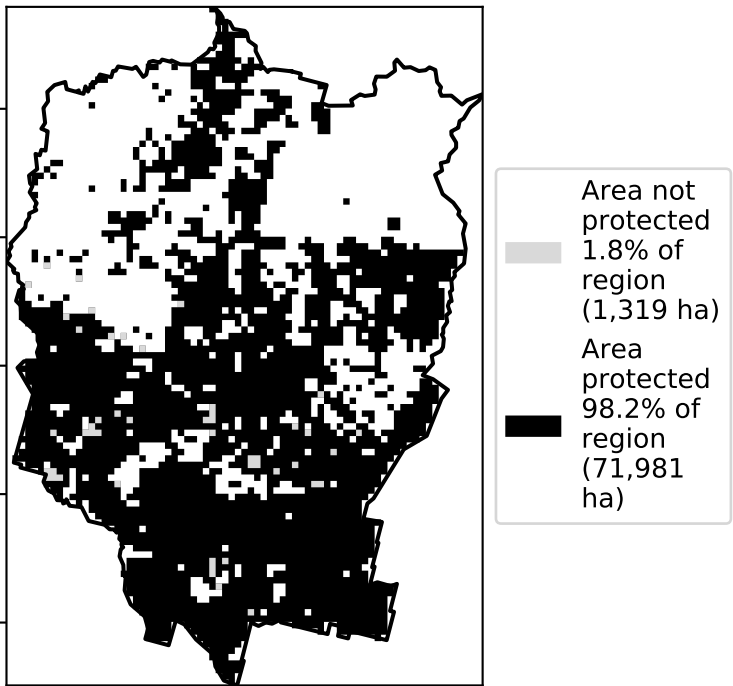 Area not
protected
1.8% of
region
(1,319 ha)
Area
protected
98.2% of
region
(71,981
ha)